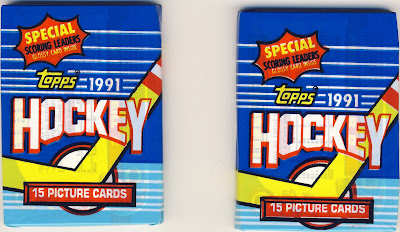 SPECIAL
SCORING LEADERS
GLOSSY CARD INSIDE
Topps 1991
HOCKEY
15 PICTURE CARDS
SPECIAL
SCORING LEADERS
GLOSSY CARD INSIDE
Topps 1991
HOCKEY
15 PICTURE CARDS